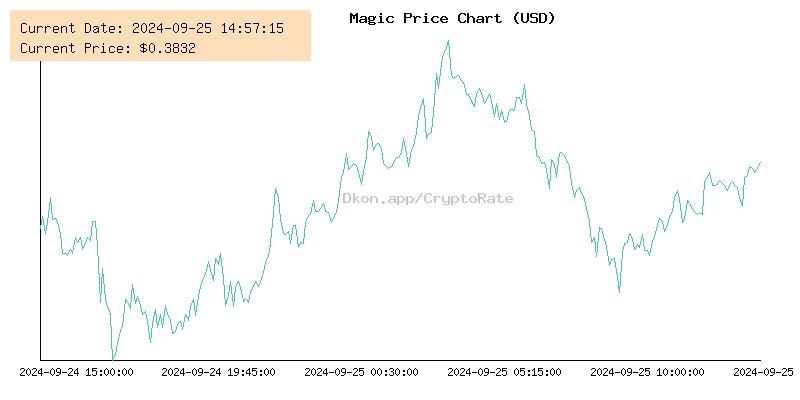 Magic Price Chart (USD)
Current Date: 2024-09-25 14:57:15
Current Price: $0.3832
Dkon.app/CryptoRate
2024-09-24 15:00:00 2024-09-24 19:45:00 2024-09-25 00:30:00 2024-09-25 05:15:00 2024-09-25 10:00:00 2024-09-25